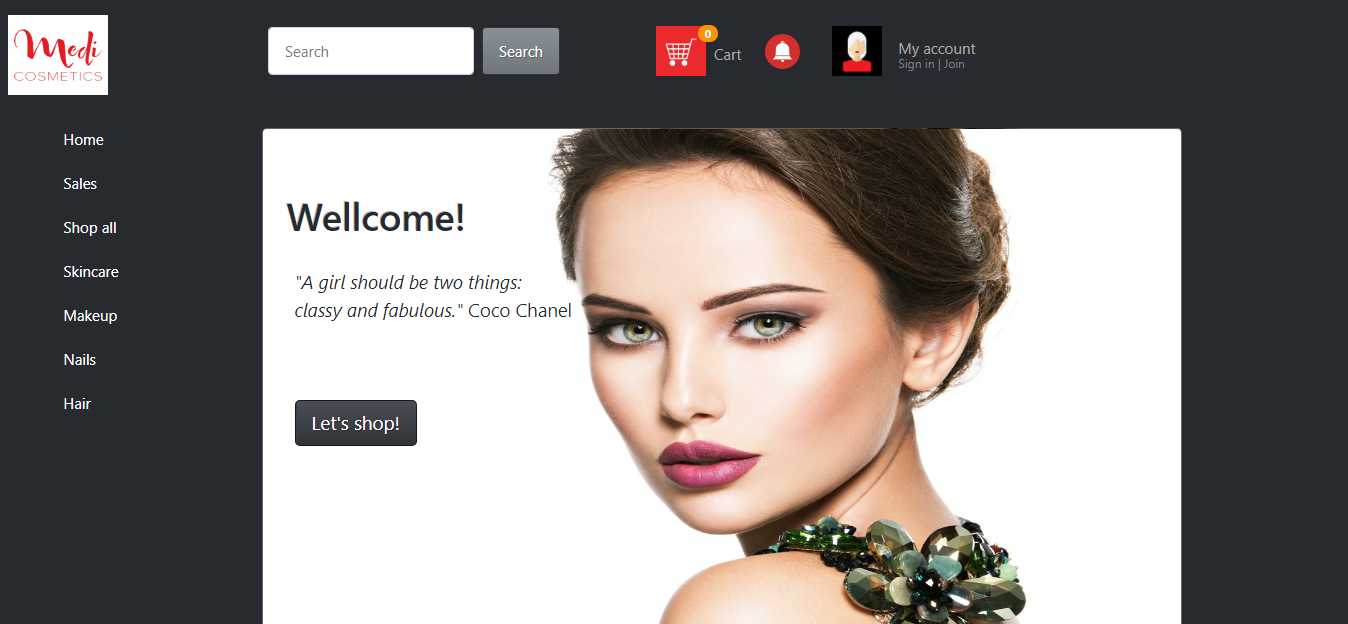 Medi
COSMETICS
Search
Search
0
Cart
My account
Sign in | Join
Home
Sales
Shop all
Skincare
Makeup
Nails
Hair
Wellcome!
"A girl should be two things:
classy and fabulous." Coco Chanel
Let's shop!